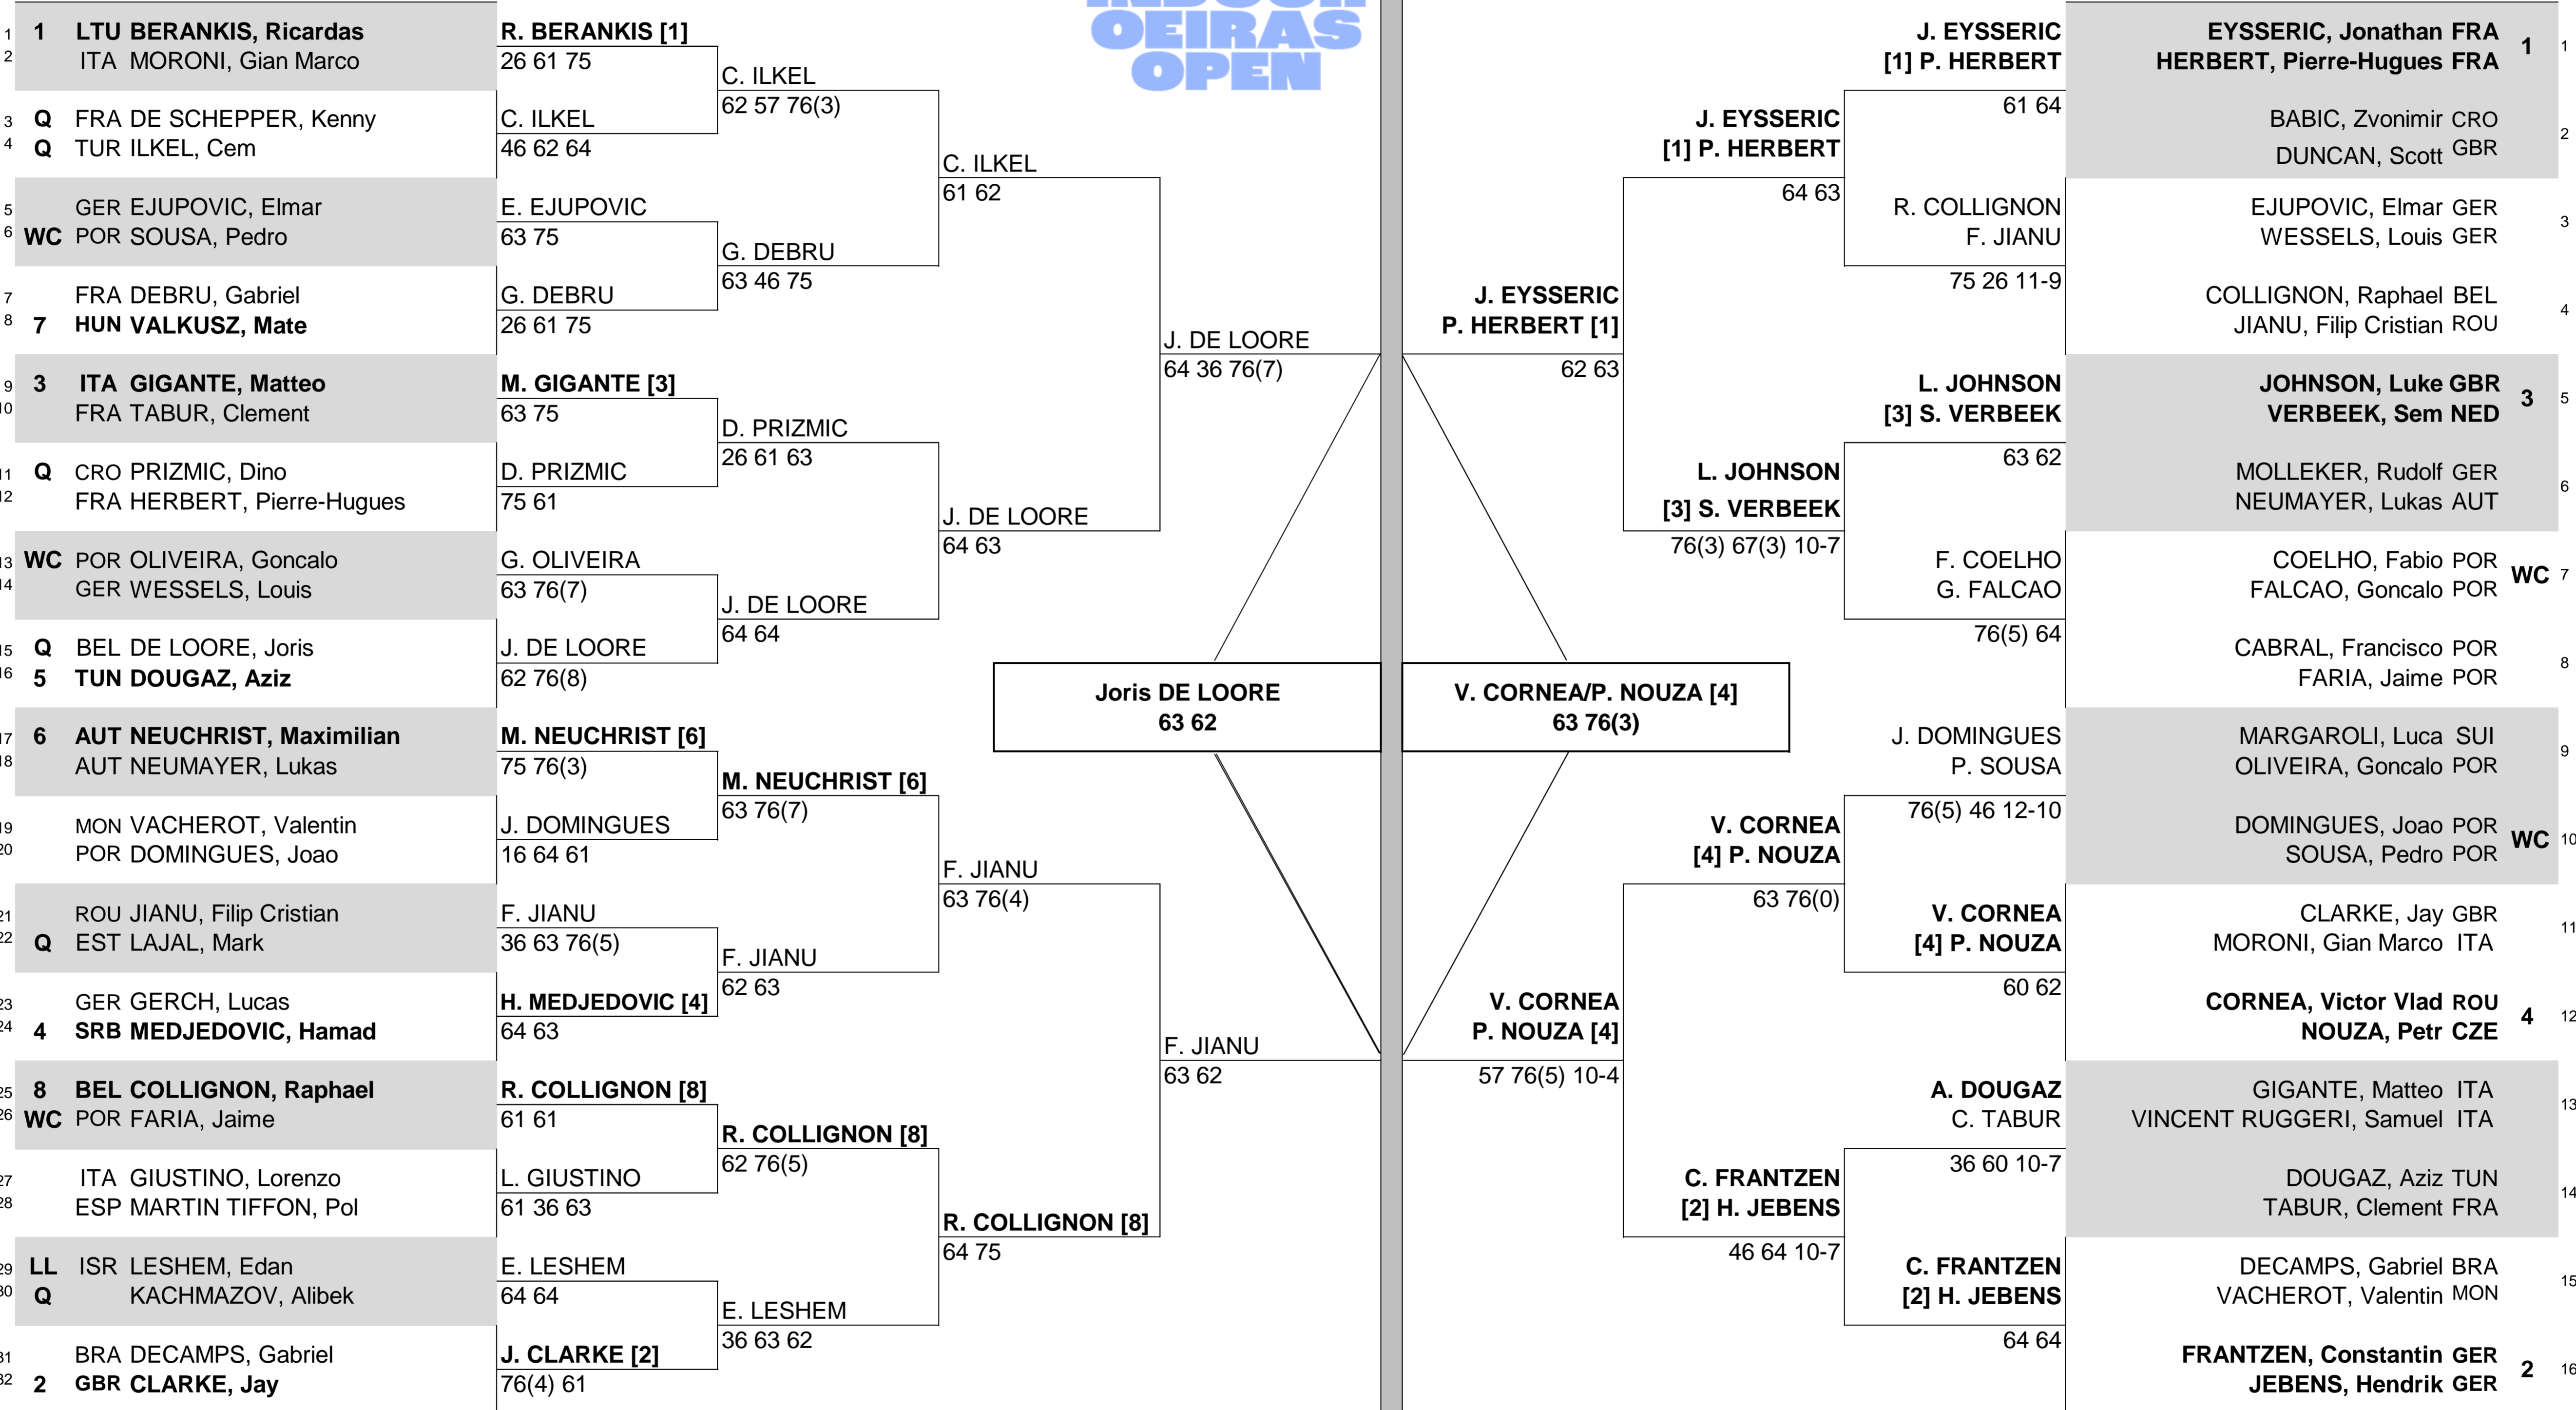 INDOOR
OEIRAS
OPEN
1 1 LTU BERANKIS, Ricardas
2 ITA MORONI, Gian Marco
3 Q FRA DE SCHEPPER, Kenny
4 Q TUR ILKEL, Cem
5 GER EJUPOVIC, Elmar
6 WC POR SOUSA, Pedro
7 FRA DEBRU, Gabriel
8 7 HUN VALKUSZ, Mate
9 3 ITA GIGANTE, Matteo
10 FRA TABUR, Clement
11 Q CRO PRIZMIC, Dino
12 FRA HERBERT, Pierre-Hugues
13 WC POR OLIVEIRA, Goncalo
14 GER WESSELS, Louis
15 Q BEL DE LOORE, Joris
16 5 TUN DOUGAZ, Aziz
17 6 AUT NEUCHRIST, Maximilian
18 AUT NEUMAYER, Lukas
19 MON VACHEROT, Valentin
20 POR DOMINGUES, Joao
21 ROU JIANU, Filip Cristian
22 Q EST LAJAL, Mark
23 GER GERCH, Lucas
24 4 SRB MEDJEDOVIC, Hamad
25 8 BEL COLLIGNON, Raphael
26 WC POR FARIA, Jaime
27 ITA GIUSTINO, Lorenzo
28 ESP MARTIN TIFFON, Pol
29 LL ISR LESHEM, Edan
30 Q KACHMAZOV, Alibek
31 BRA DECAMPS, Gabriel
32 2 GBR CLARKE, Jay
R. BERANKIS [1]
26 61 75
C. ILKEL
46 62 64
E. EJUPOVIC
63 75
G. DEBRU
26 61 75
M. GIGANTE [3]
63 75
D. PRIZMIC
75 61
G. OLIVEIRA
63 76(7)
J. DE LOORE
62 76(8)
M. NEUCHRIST [6]
75 76(3)
J. DOMINGUES
16 64 61
F. JIANU
36 63 76(5)
H. MEDJEDOVIC [4]
64 63
R. COLLIGNON [8]
61 61
L. GIUSTINO
61 36 63
E. LESHEM
64 64
J. CLARKE [2]
76(4) 61
C. ILKEL
62 57 76(3)
G. DEBRU
63 46 75
D. PRIZMIC
26 61 63
J. DE LOORE
64 64
M. NEUCHRIST [6]
63 76(7)
F. JIANU
62 63
R. COLLIGNON [8]
62 76(5)
E. LESHEM
36 63 62
C. ILKEL
61 62
J. DE LOORE
64 63
F. JIANU
63 76(4)
R. COLLIGNON [8]
64 75
J. DE LOORE
64 36 76(7)
F. JIANU
63 62
Joris DE LOORE
63 62
V. CORNEA/P. NOUZA [4]
63 76(3)
J. EYSSERIC
P. HERBERT [1]
62 63
V. CORNEA
P. NOUZA [4]
57 76(5) 10-4
J. EYSSERIC
[1] P. HERBERT
64 63
L. JOHNSON
[3] S. VERBEEK
76(3) 67(3) 10-7
V. CORNEA
[4] P. NOUZA
63 76(0)
C. FRANTZEN
[2] H. JEBENS
46 64 10-7
J. EYSSERIC
[1] P. HERBERT
61 64
R. COLLIGNON
F. JIANU
75 26 11-9
L. JOHNSON
[3] S. VERBEEK
63 62
F. COELHO
G. FALCAO
76(5) 64
J. DOMINGUES
P. SOUSA
76(5) 46 12-10
V. CORNEA
[4] P. NOUZA
60 62
A. DOUGAZ
C. TABUR
36 60 10-7
C. FRANTZEN
[2] H. JEBENS
64 64
EYSSERIC, Jonathan FRA
1 1
HERBERT, Pierre-Hugues FRA
BABIC, Zvonimir CRO
2
DUNCAN, Scott GBR
EJUPOVIC, Elmar GER
3
WESSELS, Louis GER
COLLIGNON, Raphael BEL
4
JIANU, Filip Cristian ROU
JOHNSON, Luke GBR
3 5
VERBEEK, Sem NED
MOLLEKER, Rudolf GER
6
NEUMAYER, Lukas AUT
COELHO, Fabio POR
WC 7
FALCAO, Goncalo POR
CABRAL, Francisco POR
8
FARIA, Jaime POR
MARGAROLI, Luca SUI
9
OLIVEIRA, Goncalo POR
DOMINGUES, Joao POR
WC 10
SOUSA, Pedro POR
CLARKE, Jay GBR
11
MORONI, Gian Marco ITA
CORNEA, Victor Vlad ROU
4 12
NOUZA, Petr CZE
GIGANTE, Matteo ITA
13
VINCENT RUGGERI, Samuel ITA
DOUGAZ, Aziz TUN
14
TABUR, Clement FRA
DECAMPS, Gabriel BRA
15
VACHEROT, Valentin MON
FRANTZEN, Constantin GER
2 16
JEBENS, Hendrik GER